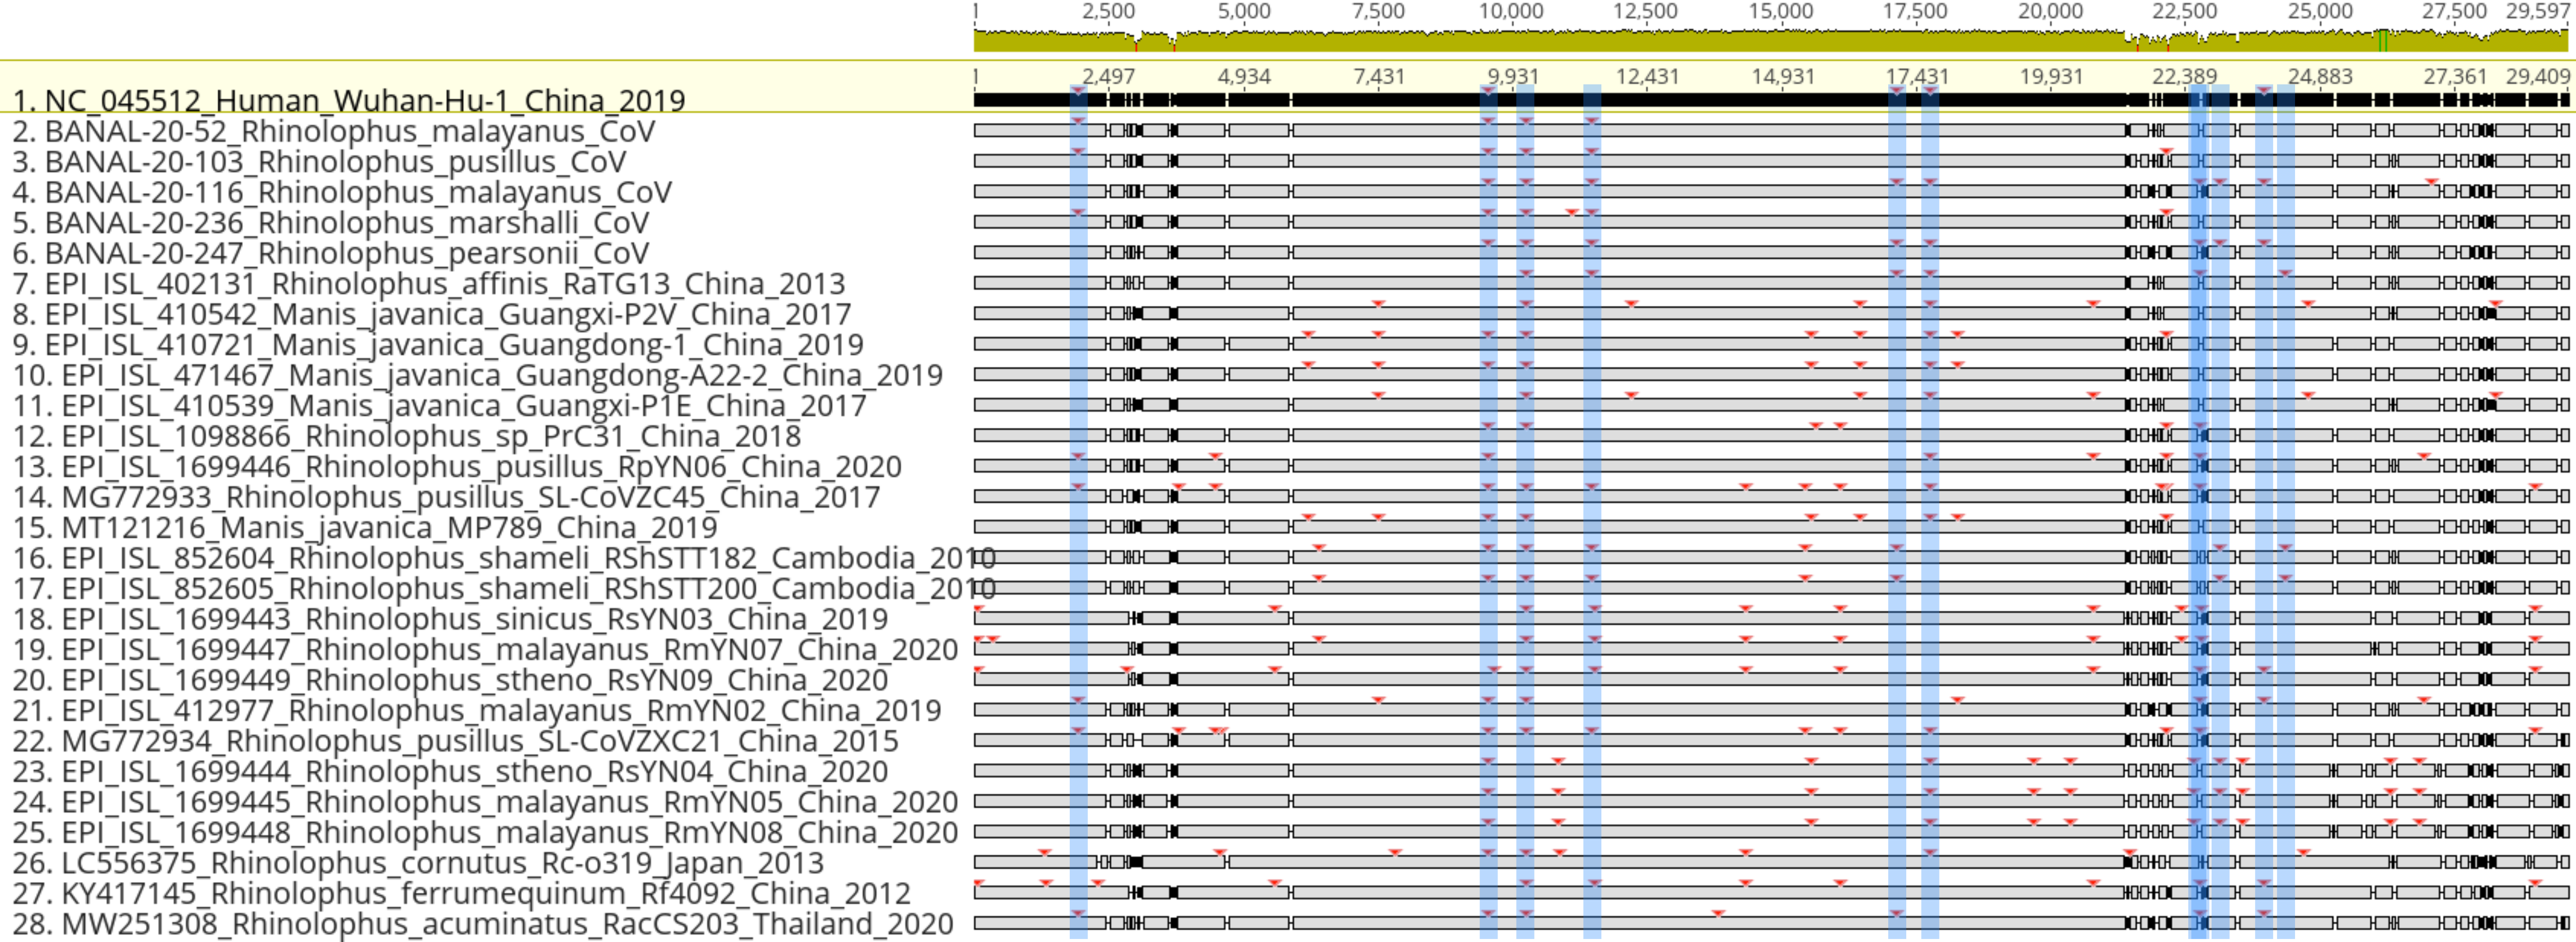 1 2,500 5,000 7,500 10,000 12,500 15,000 17,500 20,000 22,500 25,000 27,500 29,597
1 2,497 4,934 7,431 9,931 12,431 14,931 17,431 19,931 22,389 24,883 27,361 29,409
1. NC_045512_Human_Wuhan-Hu-1_China_2019
2. BANAL-20-52_Rhinolophus_malayanus_CoV
3. BANAL-20-103_Rhinolophus_pusillus_CoV
4. BANAL-20-116_Rhinolophus_malayanus_CoV
5. BANAL-20-236_Rhinolophus_marshalli_CoV
6. BANAL-20-247_Rhinolophus_pearsonii_CoV
7. EPI_ISL_402131_Rhinolophus_affinis_RaTG13_China_2013
8. EPI_ISL_410542_Manis_javanica_Guangxi-P2V_China_2017
9. EPI_ISL_410721_Manis_javanica_Guangdong-1_China_2019
10. EPI_ISL_471467_Manis_javanica_Guangdong-A22-2_China_2019
11. EPI_ISL_410539_Manis_javanica_Guangxi-P1E_China_2017
12. EPI_ISL_1098866_Rhinolophus_sp_PrC31_China_2018
13. EPI_ISL_1699446_Rhinolophus_pusillus_RpYN06_China_2020
14. MG772933_Rhinolophus_pusillus_SL-CoVZC45_China_2017
15. MT121216_Manis_javanica_MP789_China_2019
16. EPI_ISL_852604_Rhinolophus_shameli_RShSTT182_Cambodia_2010
17. EPI_ISL_852605_Rhinolophus_shameli_RShSTT200_Cambodia_2010
18. EPI_ISL_1699443_Rhinolophus_sinicus_RsYN03_China_2019
19. EPI_ISL_1699447_Rhinolophus_malayanus_RmYN07_China_2020
20. EPI_ISL_1699449_Rhinolophus_stheno_RsYN09_China_2020
21. EPI_ISL_412977_Rhinolophus_malayanus_RmYN02_China_2019
22. MG772934_Rhinolophus_pusillus_SL-CoVZXC21_China_2015
23. EPI_ISL_1699444_Rhinolophus_stheno_RsYN04_China_2020
24. EPI_ISL_1699445_Rhinolophus_malayanus_RmYN05_China_2020
25. EPI_ISL_1699448_Rhinolophus_malayanus_RmYN08_China_2020
26. LC556375_Rhinolophus_cornutus_Rc-o319_Japan_2013
27. KY417145_Rhinolophus_ferrumequinum_Rf4092_China_2012
28. MW251308_Rhinolophus_acuminatus_RacCS203_Thailand_2020